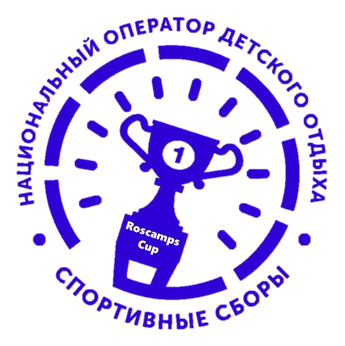 НАЦИОНАЛЬНЫЙ ОПЕРАТОР ДЕТСКОГО ОТДЫХА
1
Roscamps
Cup
СПОРТИВНЫЕ СБОРЫ